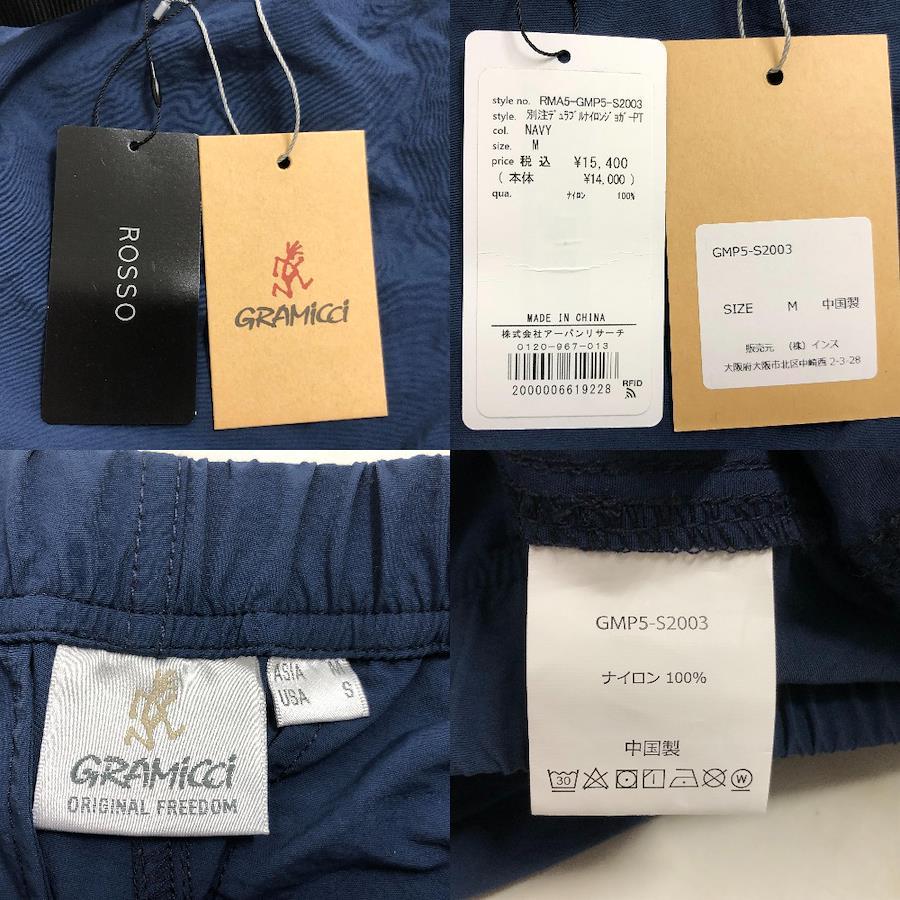 ROSSO
GRAMiCCi
style no. RMA5-GMP5-S2003
style. 別注デュラブルナイロンジョガーPT
col. NAVY
size. M
price 税込 ¥15,400
( 本体 ¥14,000 )
qua. ナイロン 100%
MADE IN CHINA
株式会社アーバンリサーチ
0120-967-013
2000006619228
RFID
GMP5-S2003
SIZE M 中国製
販売元 (株) インス
大阪府大阪市北区中崎西 2-3-28
GRAMiCCi
ORIGINAL FREEDOM
ASIA M
USA S
GMP5-S2003
ナイロン 100%
中国製
30
W